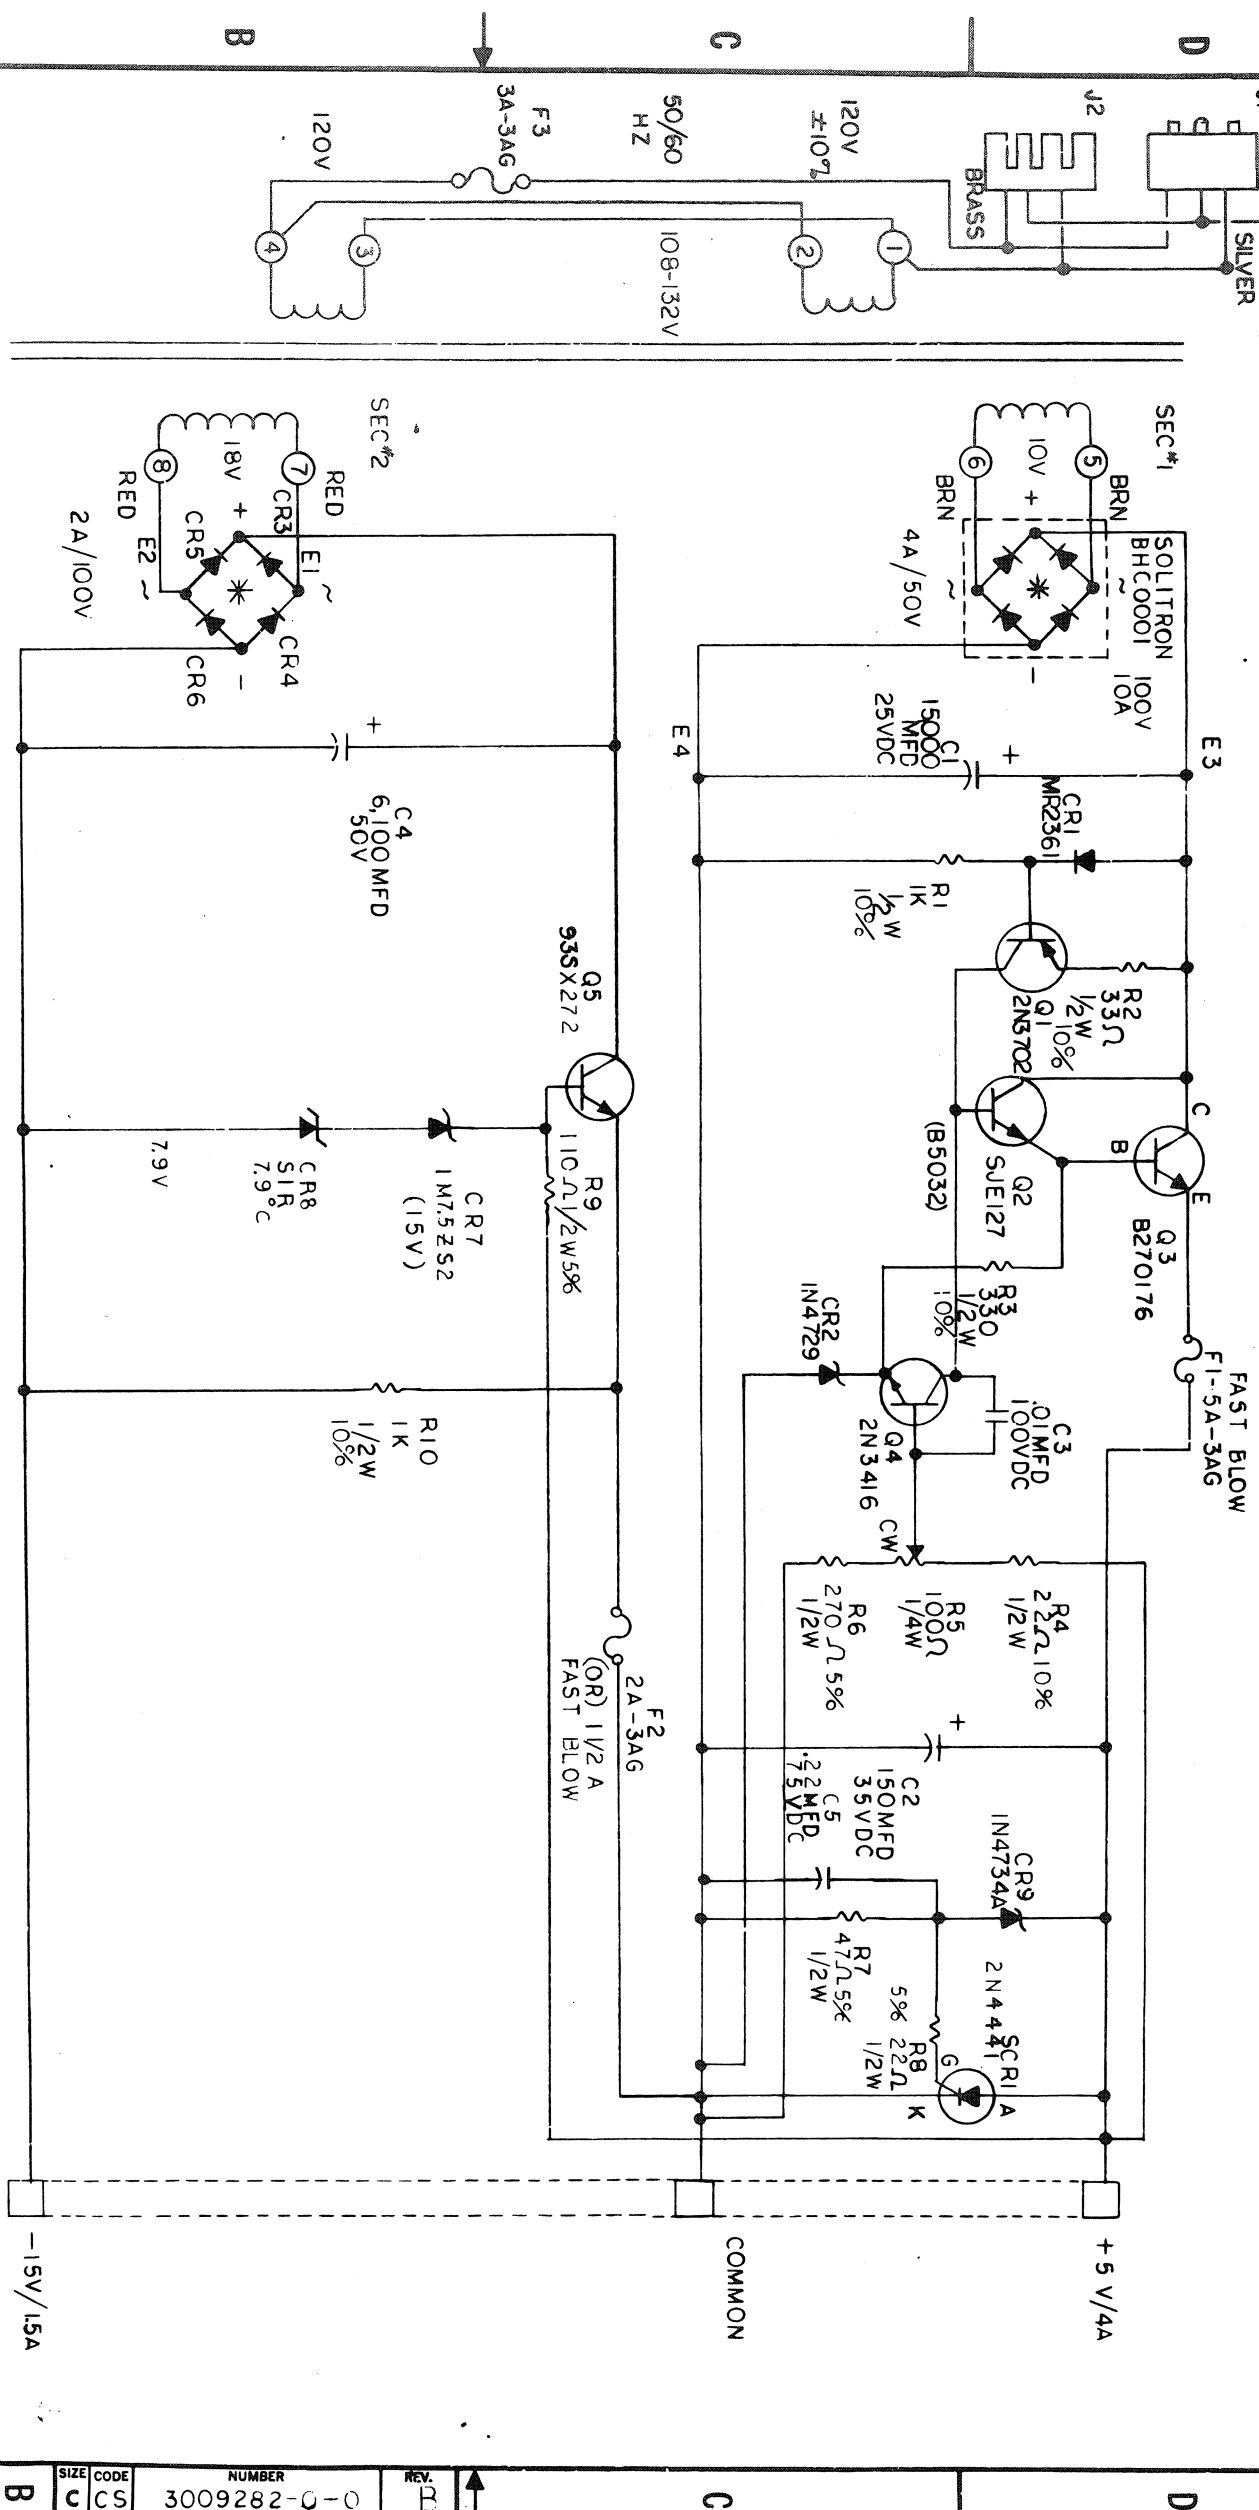 D
C
B
J2
BRASS
SILVER
120V
±10%
50/60
HZ
F3
3A-3AG
120V
108-132V
1
2
3
4
SEC#1
5
6
BRN
BRN
10V
+
SOLITRON
BHC0001
~
100V
10A
4A/50V
~
-
E3
E4
C1
15000
MFD
25VDC
+
CR1
MR2361
R1
1K
1/2W
10%
R2
33Ω
1/2W
10%
Q1
2N3702
Q2
SJE127
(B5032)
C
B
E
Q3
B270176
R3
330
1/2W
10%
F1-.5A-3AG
FAST BLOW
CR2
1N4729
C3
.01MFD
100VDC
Q4
2N3416
CW
R4
22Ω 10%
1/2W
R5
100Ω
1/4W
R6
270Ω 5%
1/2W
+
C2
150MFD
35VDC
C5
.22MFD
75VDC
CR9
1N4734A
R7
47Ω 5%
1/2W
SCR1
2N4441
R8
5% 22Ω
1/2W
G
A
K
+5V/4A
COMMON
SEC#2
7
8
RED
RED
18V
+
CR3
CR5
CR4
CR6
E1
~
E2
~
2A/100V
-
+
C4
6,100MFD
50V
Q5
93SX272
R9
110Ω 1/2W 5%
CR7
1M7.5ZS2
(15V)
CR8
S1R
7.9°C
7.9V
R10
1K
1/2W
10%
F2
2A-3AG
(OR) 1 1/2 A
FAST BLOW
-15V/1.5A
SIZE
C
CODE
CS
NUMBER
3009282-0-0
REV.
B
D
C
B